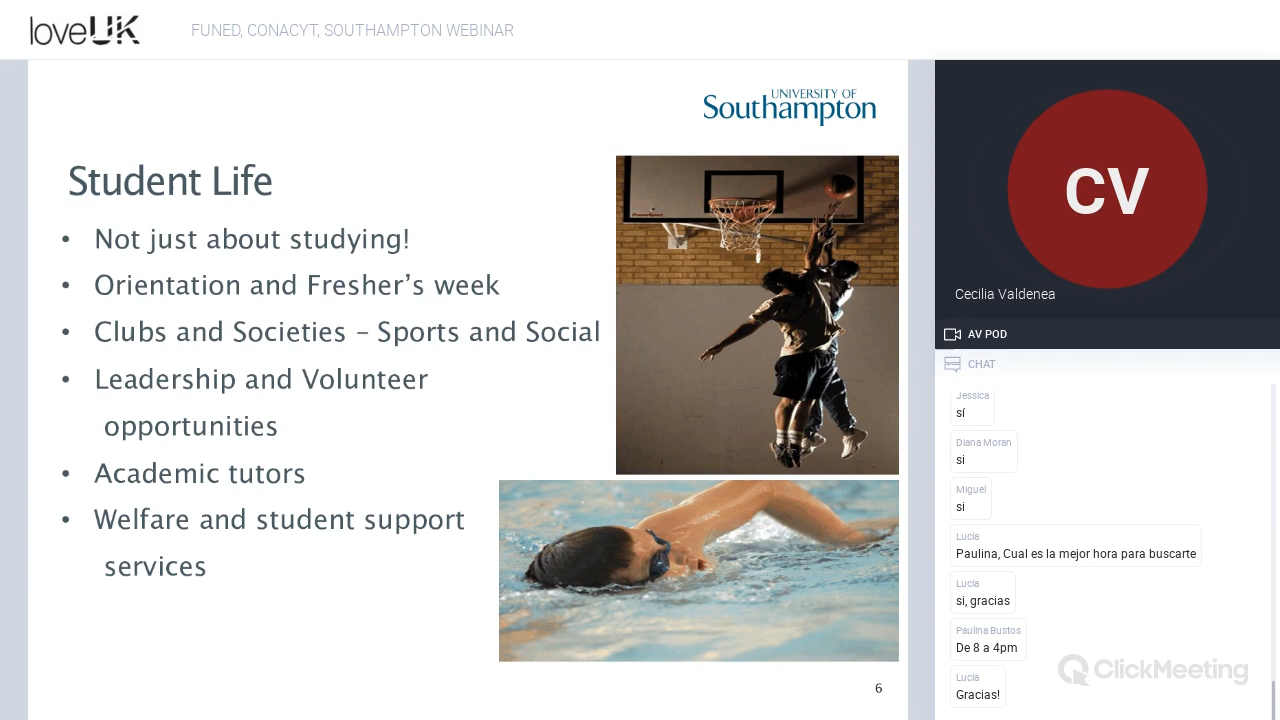 loveUK
FUNED, CONACYT, SOUTHAMPTON WEBINAR
UNIVERSITY OF
Southampton
Student Life
• Not just about studying!
• Orientation and Fresher’s week
• Clubs and Societies – Sports and Social
• Leadership and Volunteer
opportunities
• Academic tutors
• Welfare and student support
services
6
CV
Cecilia Valdenea
AV POD
CHAT
Jessica
sí
Diana Moran
si
Miguel
si
Lucía
Paulina, Cual es la mejor hora para buscarte
Lucía
si, gracias
Paulina Bustos
De 8 a 4pm
Lucía
Gracias!
ClickMeeting